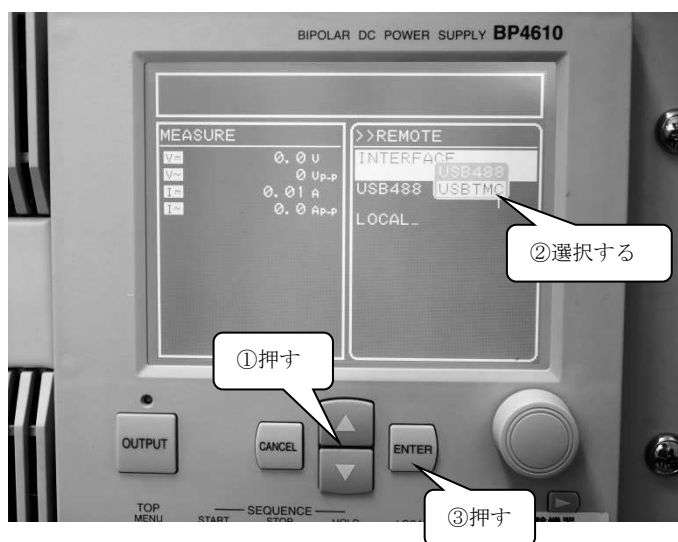 BIPOLAR DC POWER SUPPLY BP4610
MEASURE
V= 0.0 V
V~ 0 Vp-p
I= 0.01 A
I~ 0.0 Ap-p
>>REMOTE
INTERFACE
USB488
USB488 USBTMC
LOCAL_
②選択する
①押す
OUTPUT
CANCEL
ENTER
③押す
TOP
MENU
SEQUENCE
START STOP